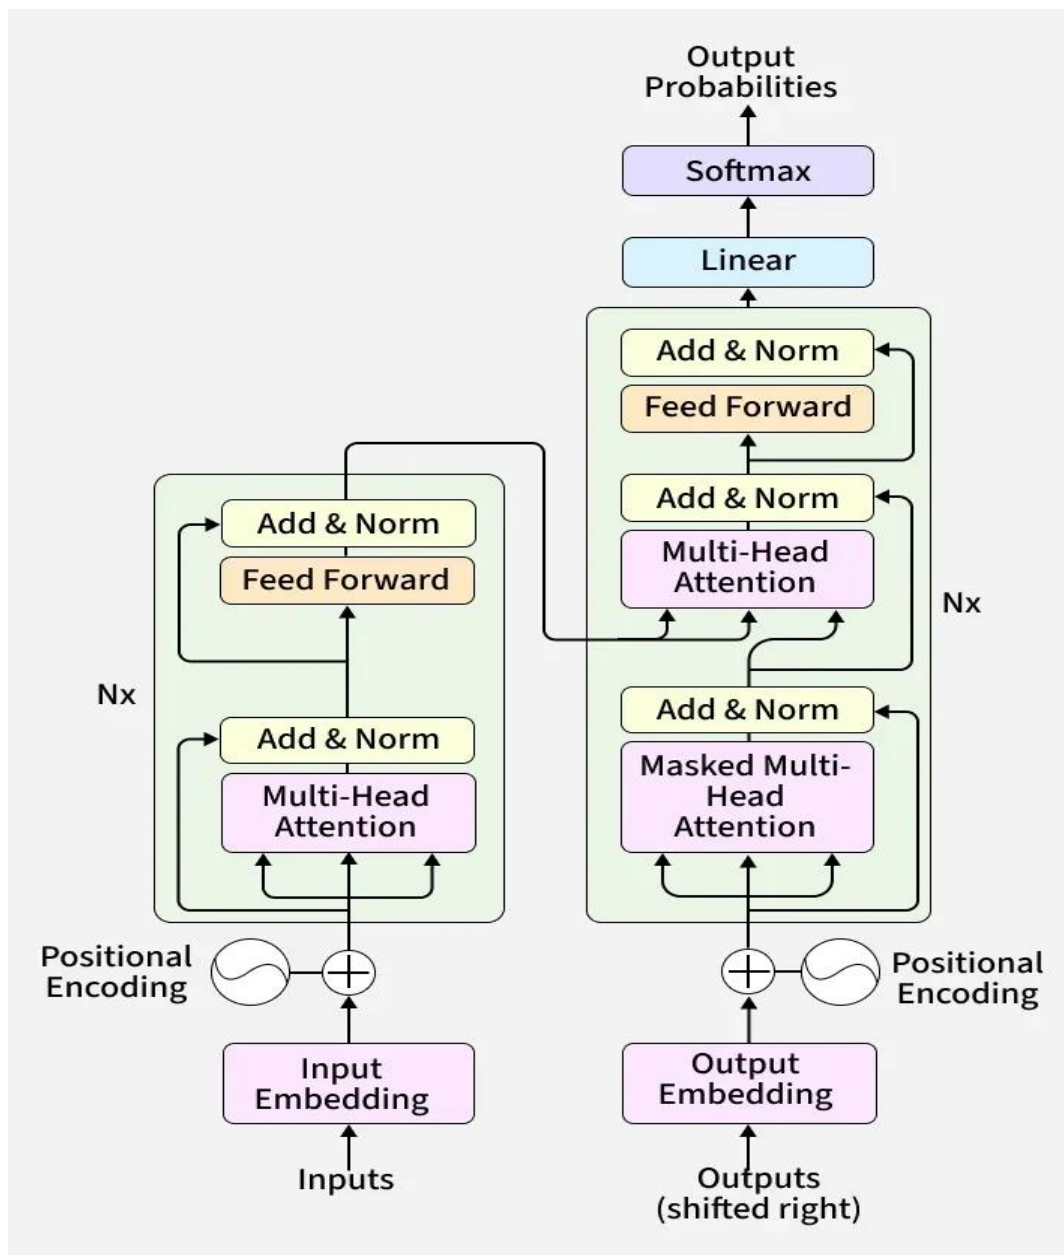 Output
Probabilities
Softmax
Linear
Add & Norm
Feed Forward
Add & Norm
Multi-Head
Attention
Nx
Add & Norm
Masked Multi-
Head
Attention
Positional
Encoding
Output
Embedding
Outputs
(shifted right)
Add & Norm
Feed Forward
Nx
Add & Norm
Multi-Head
Attention
Positional
Encoding
Input
Embedding
Inputs